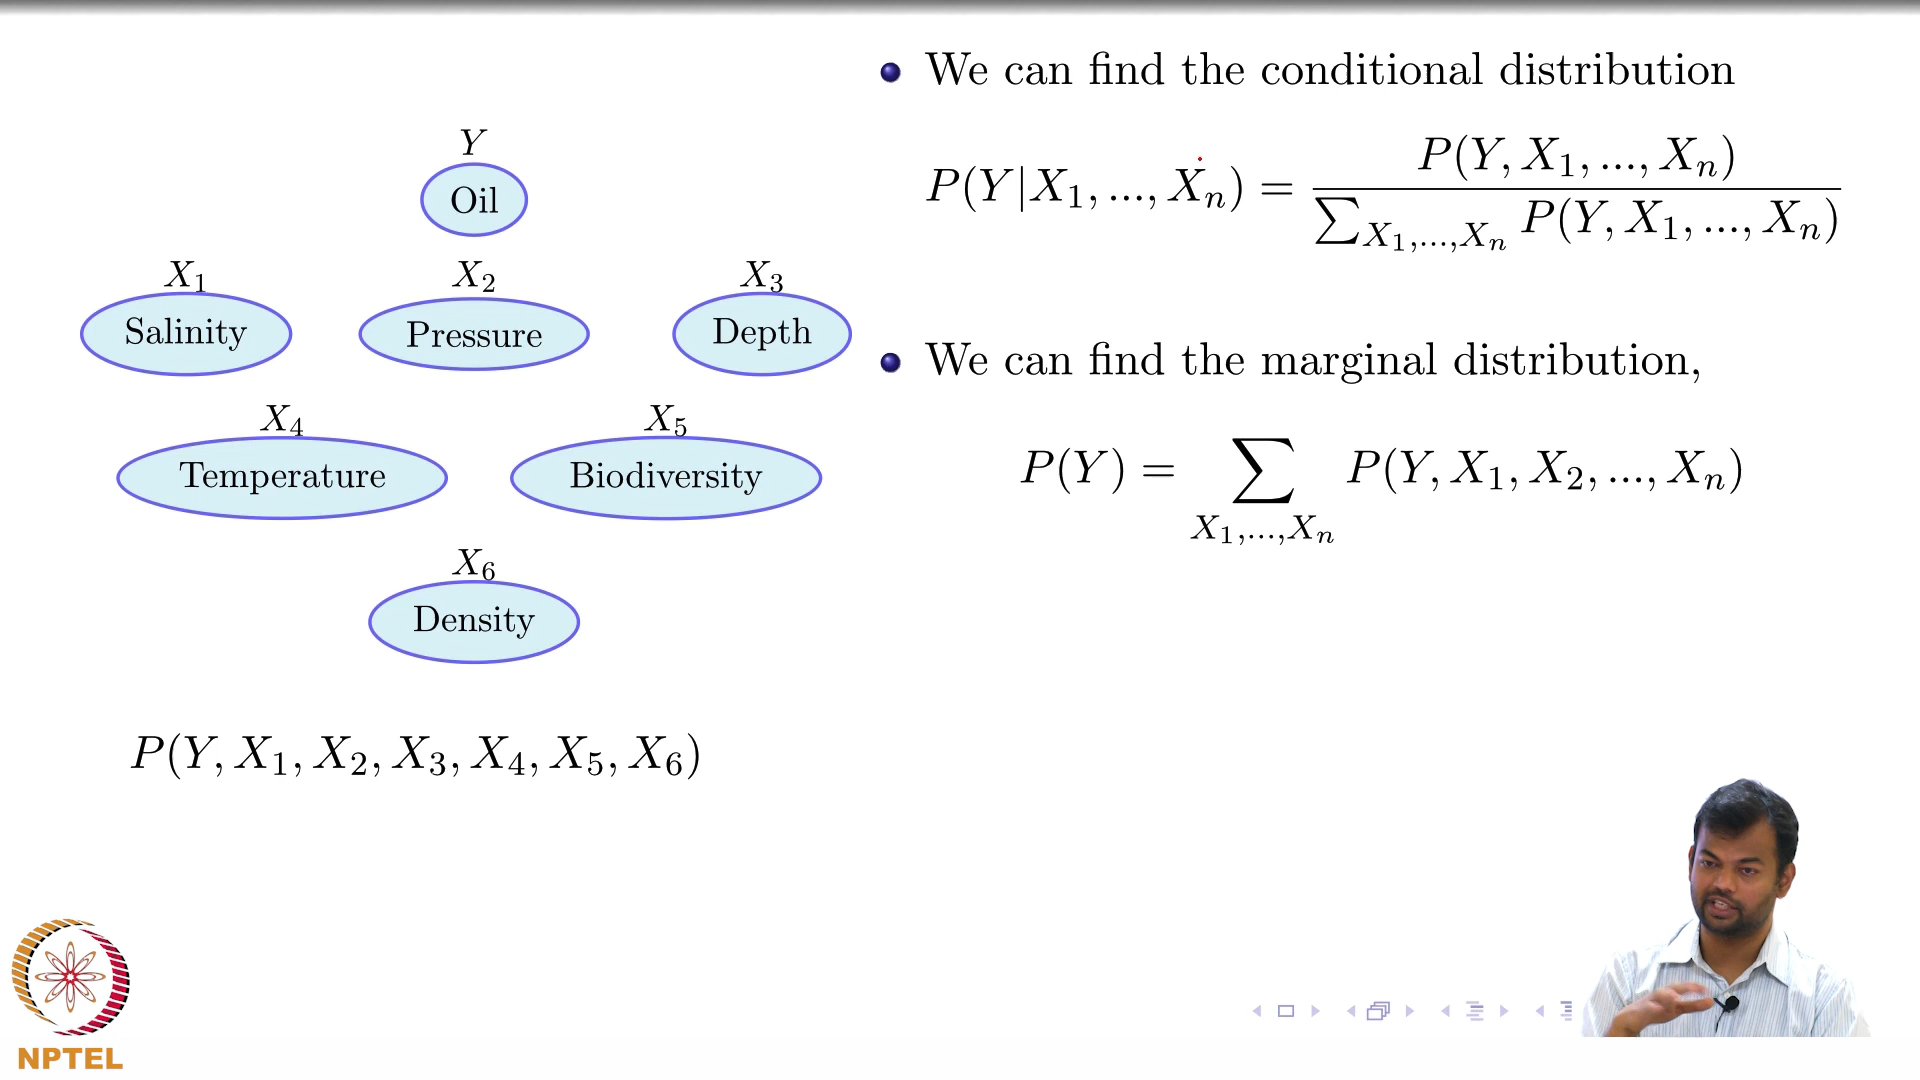 Y
Oil
X₁ X₂ X₃
Salinity Pressure Depth
X₄ X₅
Temperature Biodiversity
X₆
Density
P(Y, X₁, X₂, X₃, X₄, X₅, X₆)
We can find the conditional distribution
P(Y|X₁, ..., Xₙ) = P(Y, X₁, ..., Xₙ) / ∑_{X₁,...,Xₙ} P(Y, X₁, ..., Xₙ)
We can find the marginal distribution,
P(Y) = ∑_{X₁,...,Xₙ} P(Y, X₁, X₂, ..., Xₙ)
NPTEL